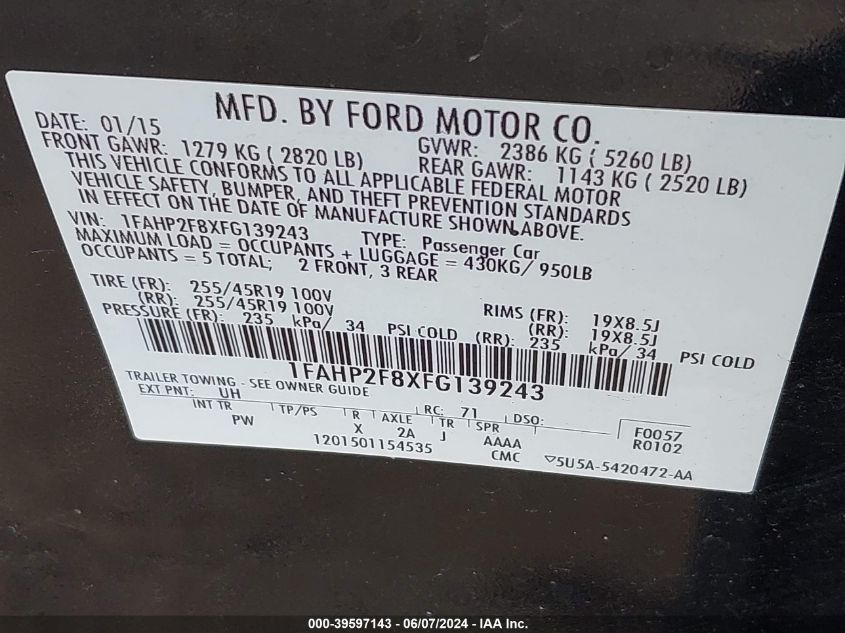 MFD. BY FORD MOTOR CO.
DATE: 01/15 GVWR: 2386 KG ( 5260 LB)
FRONT GAWR: 1279 KG ( 2820 LB) REAR GAWR: 1143 KG ( 2520 LB)
THIS VEHICLE CONFORMS TO ALL APPLICABLE FEDERAL MOTOR
VEHICLE SAFETY, BUMPER, AND THEFT PREVENTION STANDARDS
IN EFFECT ON THE DATE OF MANUFACTURE SHOWN ABOVE.
VIN: 1FAHP2F8XFG139243 TYPE: Passenger Car
MAXIMUM LOAD = OCCUPANTS + LUGGAGE = 430KG/ 950LB
OCCUPANTS = 5 TOTAL; 2 FRONT, 3 REAR
TIRE (FR): 255/45R19 100V RIMS (FR): 19X8.5J
(RR): 255/45R19 100V (RR): 19X8.5J
PRESSURE (FR): 235 kPa/ 34 PSI COLD (RR): 235 kPa/ 34 PSI COLD
1FAHP2F8XFG139243
TRAILER TOWING - SEE OWNER GUIDE
EXT PNT: UH RC: 71 DSO: F0057
INT TR TP/PS R AXLE TR SPR R0102
PW X 2A J AAAA
1201501154535 CMC ▽5U5A-5420472-AA
000-39597143 - 06/07/2024 - IAA Inc.